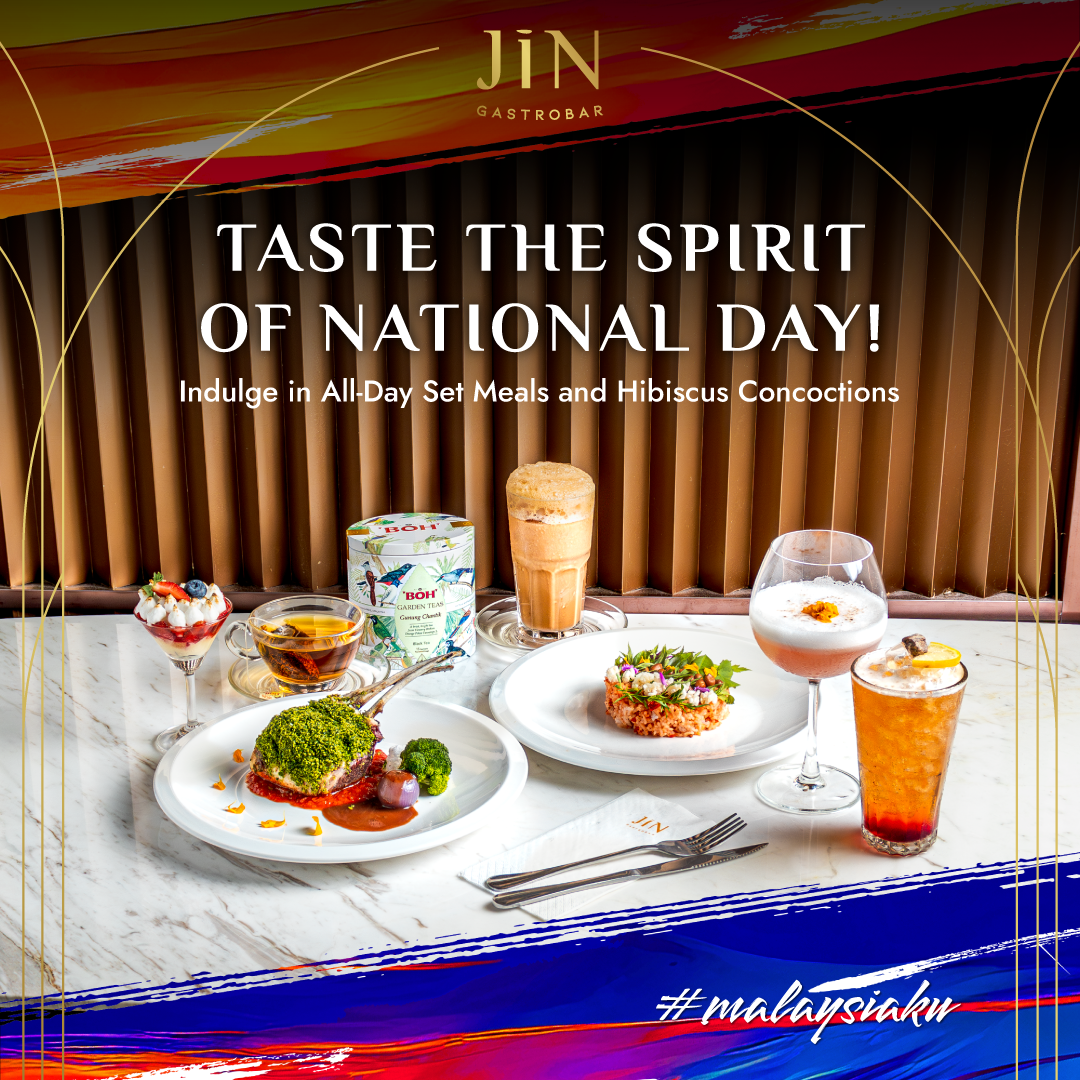 JiN
GASTROBAR
TASTE THE SPIRIT
OF NATIONAL DAY!
Indulge in All-Day Set Meals and Hibiscus Concoctions
BOH
BOH
GARDEN TEAS
JIN
#malaysiaku